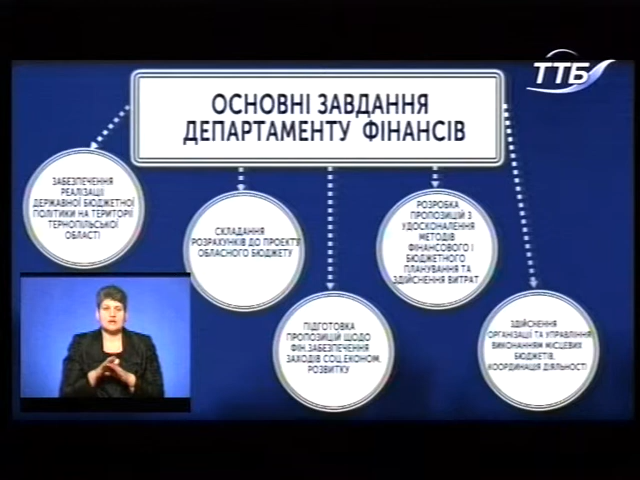 ТТБ
ОСНОВНІ ЗАВДАННЯ
ДЕПАРТАМЕНТУ ФІНАНСІВ
ЗАБЕЗПЕЧЕННЯ
РЕАЛІЗАЦІЇ
ДЕРЖАВНОЇ БЮДЖЕТНОЇ
ПОЛІТИКИ НА ТЕРИТОРІЇ
ТЕРНОПІЛЬСЬКОЇ
ОБЛАСТІ
СКЛАДАННЯ
РОЗРАХУНКІВ ДО ПРОЕКТУ
ОБЛАСНОГО БЮДЖЕТУ
ПІДГОТОВКА
ПРОПОЗИЦІЙ ЩОДО
ФІН.ЗАБЕЗПЕЧЕННЯ
ЗАХОДІВ СОЦ.ЕКОНОМ.
РОЗВИТКУ
РОЗРОБКА
ПРОПОЗИЦІЙ З
УДОСКОНАЛЕННЯ
МЕТОДІВ
ФІНАНСОВОГО І
БЮДЖЕТНОГО
ПЛАНУВАННЯ ТА
ЗДІЙСНЕННЯ ВИТРАТ
ЗДІЙСНЕННЯ
ОРГАНІЗАЦІЇ ТА УПРАВЛІННЯ
ВИКОНАННЯМ МІСЦЕВИХ
БЮДЖЕТІВ,
КООРДИНАЦІЯ ДІЯЛЬНОСТІ